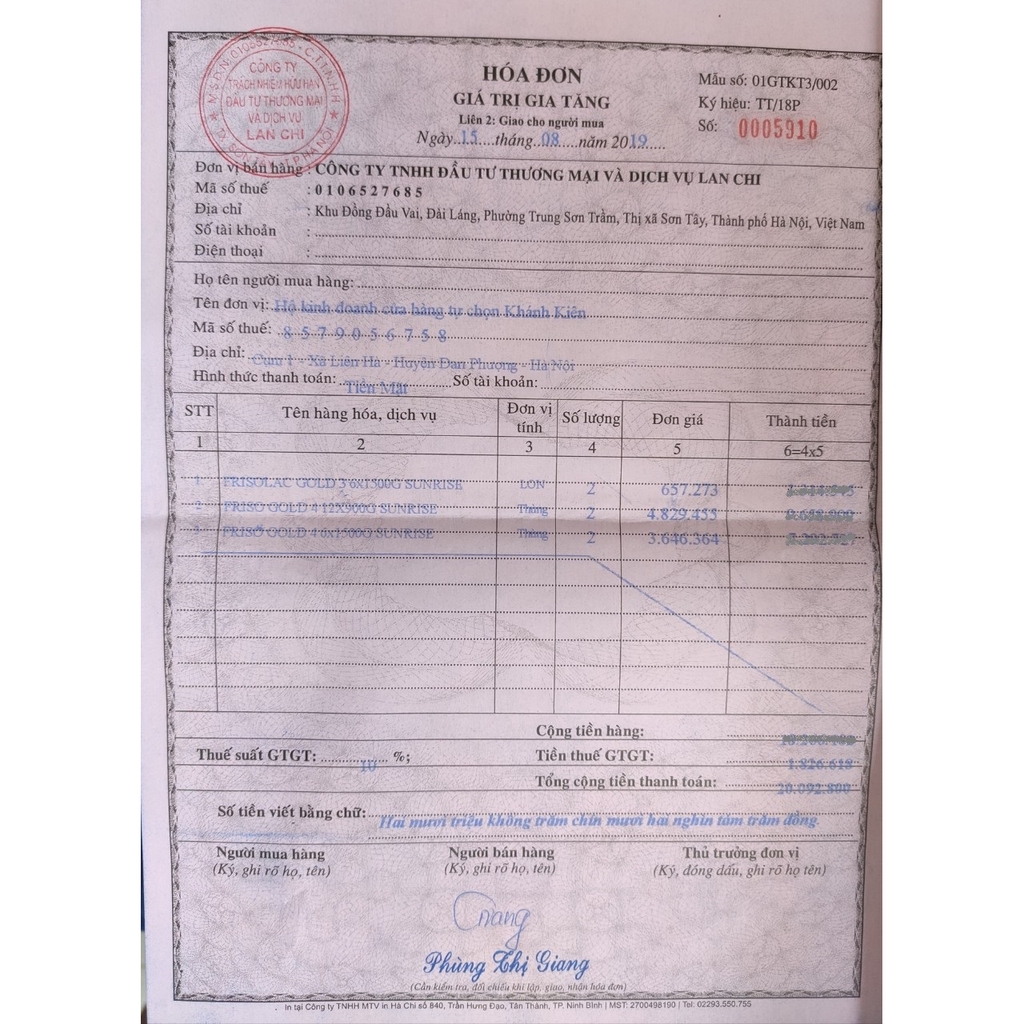 M.S.D.N: 0106527685 - C.T.T.N.H.H
CÔNG TY
TRÁCH NHIỆM HỮU HẠN
ĐẦU TƯ THƯƠNG MẠI
VÀ DỊCH VỤ
LAN CHI
HÓA ĐƠN
GIÁ TRỊ GIA TĂNG
Liên 2: Giao cho người mua
Ngày 15 tháng 08 năm 2019
Mẫu số: 01GTKT3/002
Ký hiệu: TT/18P
Số: 0005910
Đơn vị bán hàng : CÔNG TY TNHH ĐẦU TƯ THƯƠNG MẠI VÀ DỊCH VỤ LAN CHI
Mã số thuế : 0106527685
Địa chỉ : Khu Đồng Đầu Vai, Đài Láng, Phường Trung Sơn Trầm, Thị xã Sơn Tây, Thành phố Hà Nội, Việt Nam
Số tài khoản :
Điện thoại :
Họ tên người mua hàng:
Tên đơn vị: Hộ kinh doanh cửa hàng tự chọn Khánh Kiên
Mã số thuế: 8579056758
Địa chỉ: Cụm 1 - Xã Liên Hà - Huyện Đan Phượng - Hà Nội
Hình thức thanh toán: Tiền Mặt Số tài khoản:
STT Tên hàng hóa, dịch vụ Đơn vị tính Số lượng Đơn giá Thành tiền
1 2 3 4 5 6=4x5
1 FRISOLAC GOLD 3 6x1500G SUNRISE LON 2 657.273
2 FRISO GOLD 4 12X900G SUNRISE Thùng 2 4.829.455
3 FRISO GOLD 4 6x1500G SUNRISE Thùng 2 3.646.364
Cộng tiền hàng:
Thuế suất GTGT: 10 %; Tiền thuế GTGT: 1.826.618
Tổng cộng tiền thanh toán: 20.092.800
Số tiền viết bằng chữ: Hai mươi triệu không trăm chín mươi hai nghìn tám trăm đồng.
Người mua hàng Người bán hàng Thủ trưởng đơn vị
(Ký, ghi rõ họ, tên) (Ký, ghi rõ họ, tên) (Ký, đóng dấu, ghi rõ họ tên)
Giang
Phùng Thị Giang
(Cần kiểm tra, đối chiếu khi lập, giao, nhận hóa đơn)
In tại Công ty TNHH MTV in Hà Chi số 840, Trần Hưng Đạo, Tân Thành, TP. Ninh Bình | MST: 2700498190 | Tel: 02293.550.755